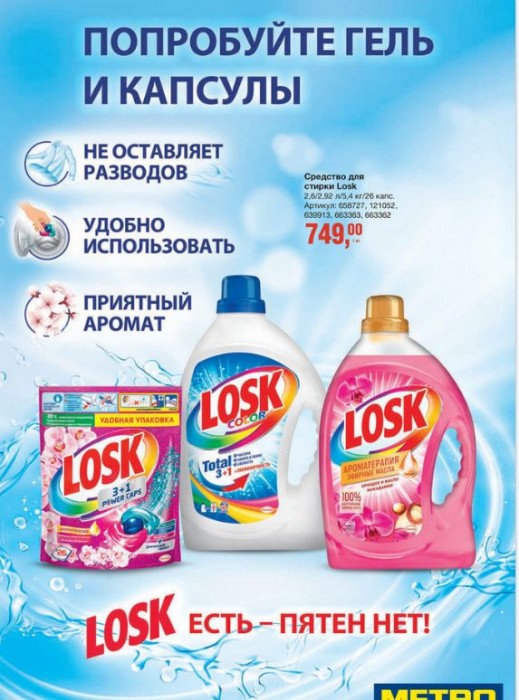 ПОПРОБУЙТЕ ГЕЛЬ
И КАПСУЛЫ
НЕ ОСТАВЛЯЕТ
РАЗВОДОВ
УДОБНО
ИСПОЛЬЗОВАТЬ
ПРИЯТНЫЙ
АРОМАТ
Средство для
стирки Losk
2,6/2,92 л/5,4 кг/26 капс.
Артикул: 658727, 121052,
639913, 663363, 663362
749,00
УДОБНАЯ УПАКОВКА
LOSK
3+1
POWER CAPS
26
LOSK
COLOR
Total
3+1
LOSK
АРОМАТЕРАПИЯ
ЭФИРНЫЕ МАСЛА
100%
LOSK ЕСТЬ – ПЯТЕН НЕТ!
METRO